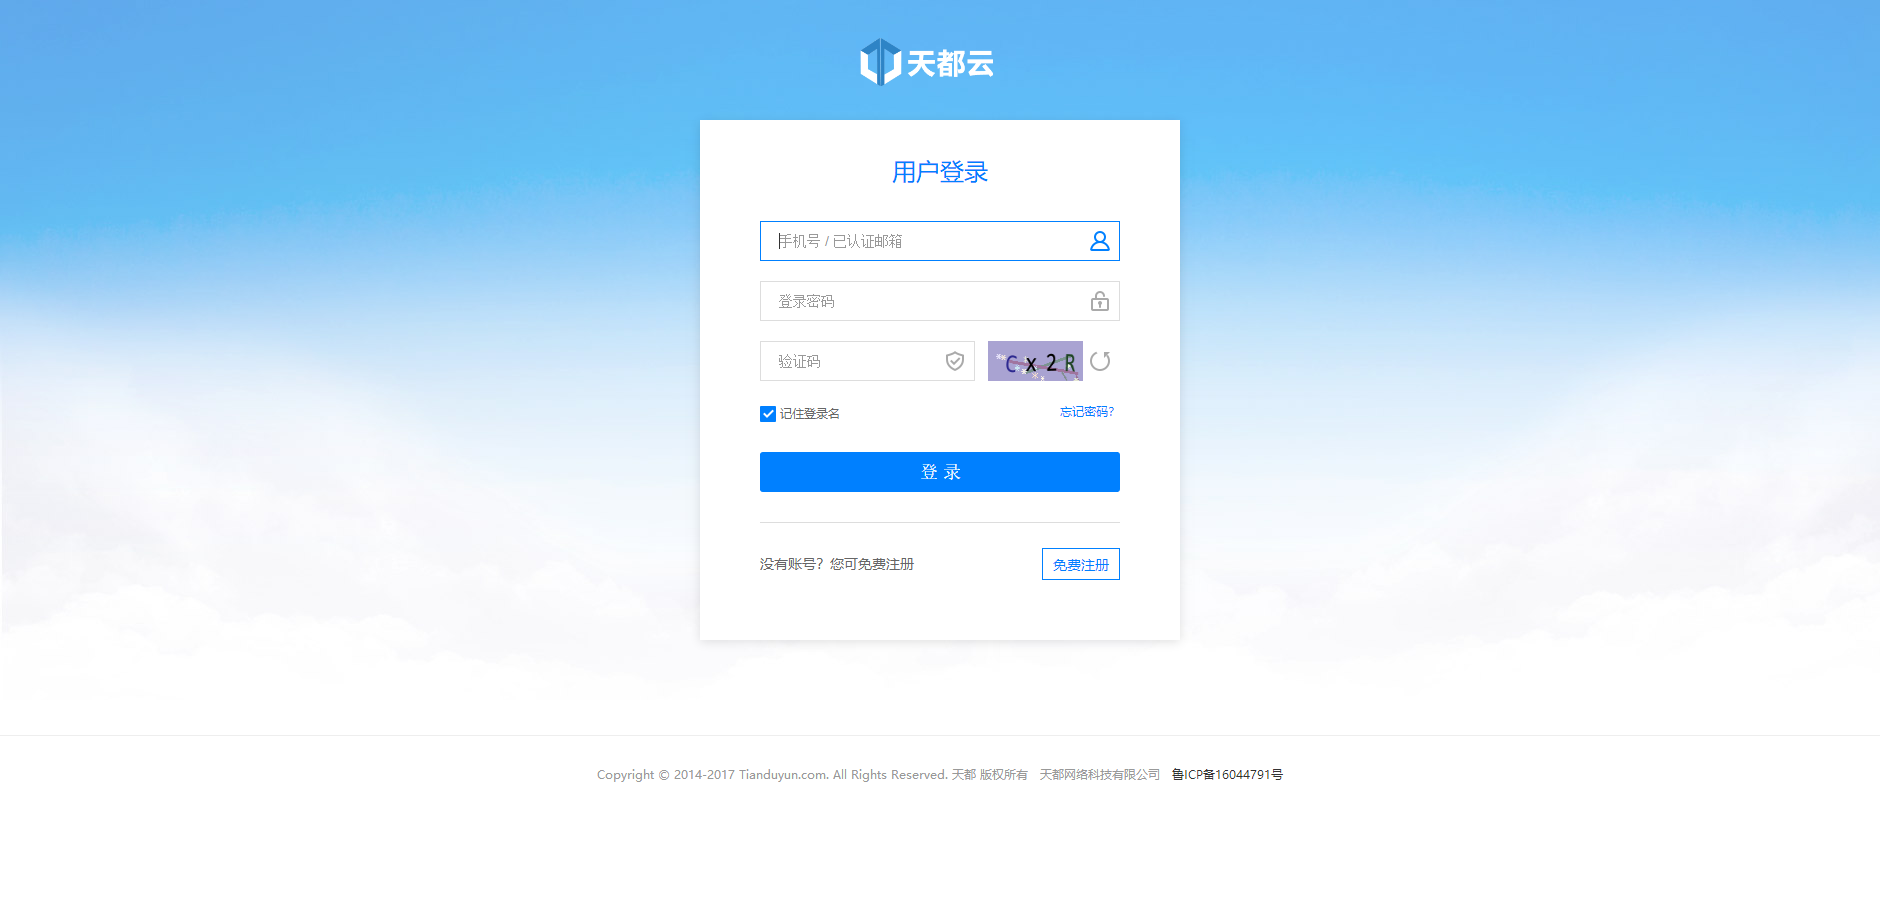 天都云
用户登录
手机号 / 已认证邮箱
登录密码
验证码
Cx2R
记住登录名
忘记密码?
登 录
没有账号？您可免费注册
免费注册
Copyright © 2014-2017 Tianduyun.com. All Rights Reserved. 天都 版权所有 天都网络科技有限公司 鲁ICP备16044791号